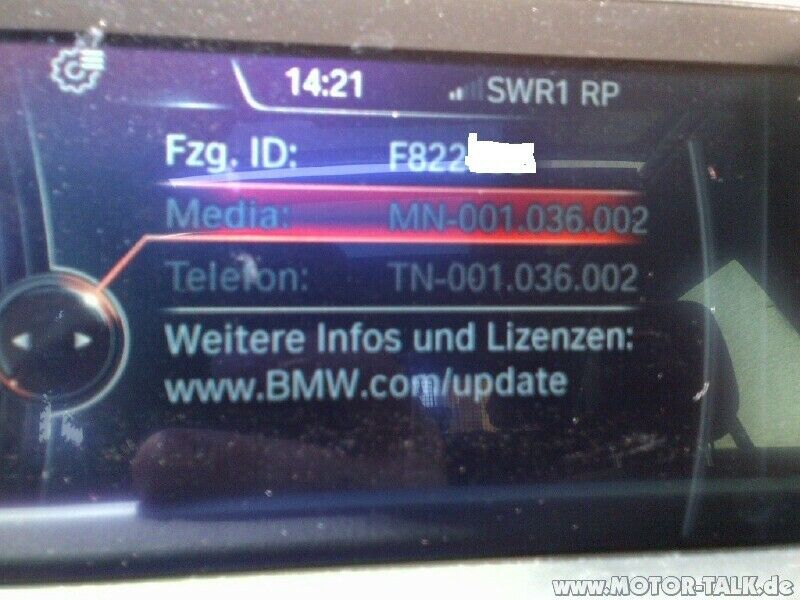 14:21 SWR1 RP
Fzg. ID: F822
Media: MN-001.036.002
Telefon: TN-001.036.002
Weitere Infos und Lizenzen:
www.BMW.com/update
www.MOTOR-TALK.de